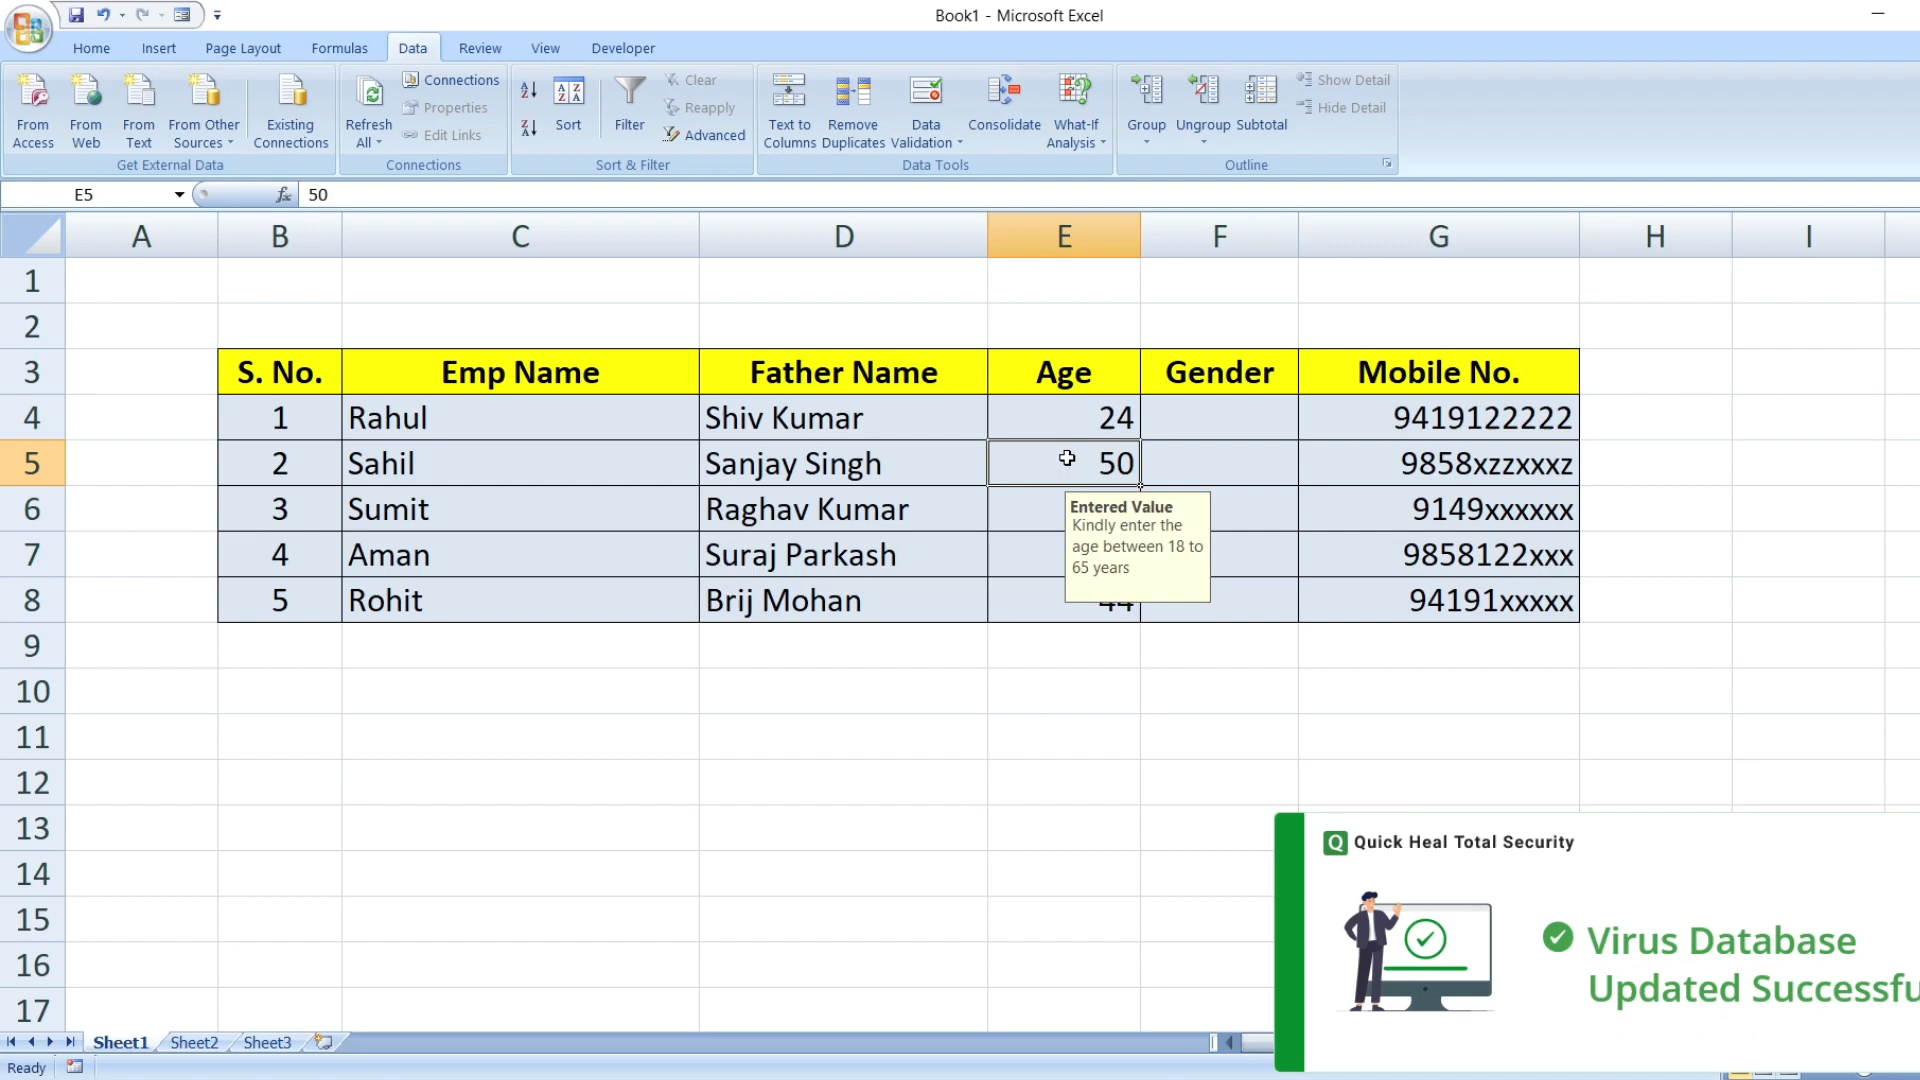 Book1 - Microsoft Excel
Home Insert Page Layout Formulas Data Review View Developer
From Access
From Web
From Text
From Other Sources
Existing Connections
Get External Data
Refresh All
Connections
Properties
Edit Links
Connections
Sort
Filter
Clear
Reapply
Advanced
Sort & Filter
Text to Columns
Remove Duplicates
Data Validation
Consolidate
What-If Analysis
Data Tools
Group
Ungroup
Subtotal
Show Detail
Hide Detail
Outline
E5 fx 50
A B C D E F G H I
1
2
3 S. No. Emp Name Father Name Age Gender Mobile No.
4 1 Rahul Shiv Kumar 24 9419122222
5 2 Sahil Sanjay Singh 50 9858xzzxxxz
6 3 Sumit Raghav Kumar 9149xxxxxx
7 4 Aman Suraj Parkash 9858122xxx
8 5 Rohit Brij Mohan 44 94191xxxxx
Entered Value
Kindly enter the
age between 18 to
65 years
9
10
11
12
13
14
15
16
17
Quick Heal Total Security
Virus Database
Updated Successfu
Sheet1 Sheet2 Sheet3
Ready